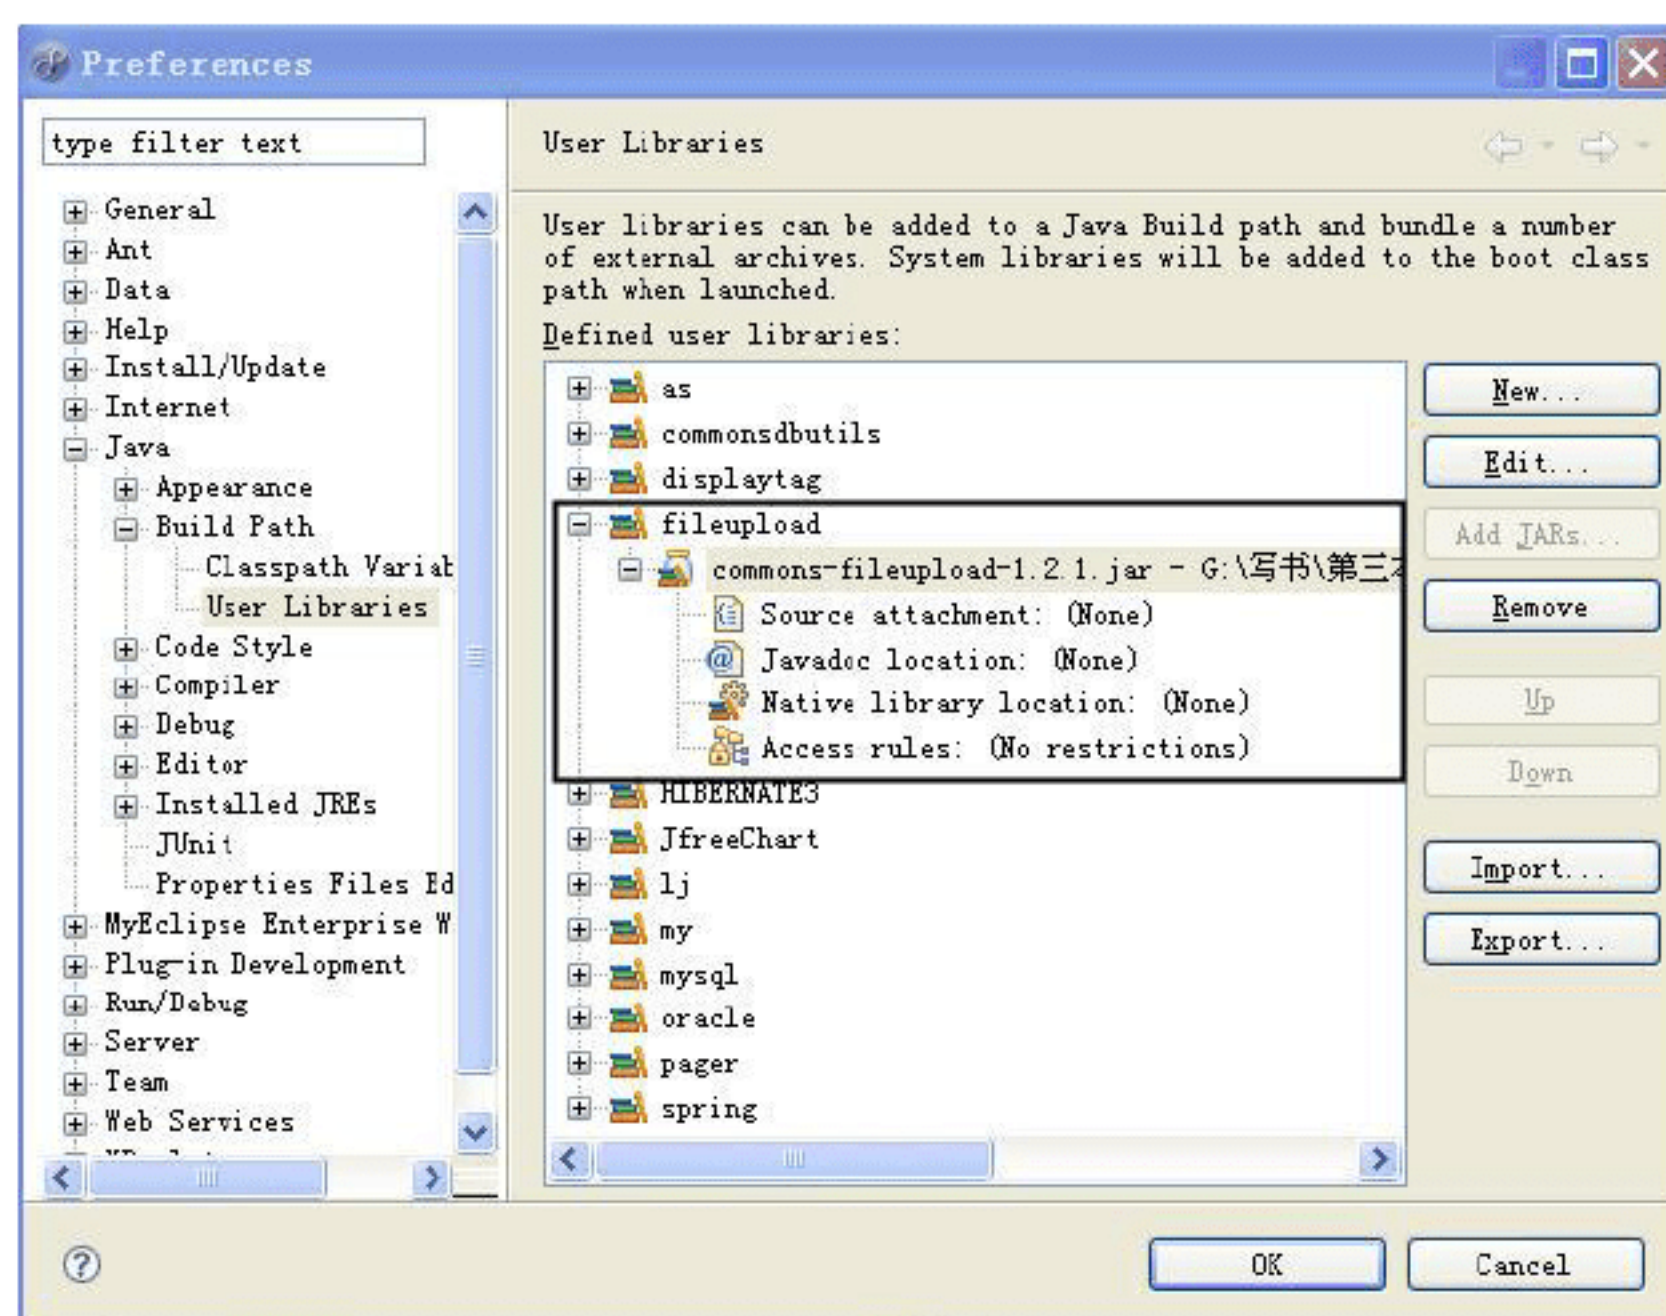 Preferences
type filter text
General
Ant
Data
Help
Install/Update
Internet
Java
Appearance
Build Path
Classpath Variab
User Libraries
Code Style
Compiler
Debug
Editor
Installed JREs
JUnit
Properties Files Ed
MyEclipse Enterprise W
Plug-in Development
Run/Debug
Server
Team
Web Services
User Libraries
User libraries can be added to a Java Build path and bundle a number
of external archives. System libraries will be added to the boot class
path when launched.
Defined user libraries:
as
commonsdbutils
displaytag
fileupload
commons-fileupload-1.2.1.jar - G:\写书\第三本
Source attachment: (None)
Javadoc location: (None)
Native library location: (None)
Access rules: (No restrictions)
HIBERNATE3
JfreeChart
lj
my
mysql
oracle
pager
spring
New...
Edit...
Add JARs...
Remove
Up
Down
Import...
Export...
OK
Cancel